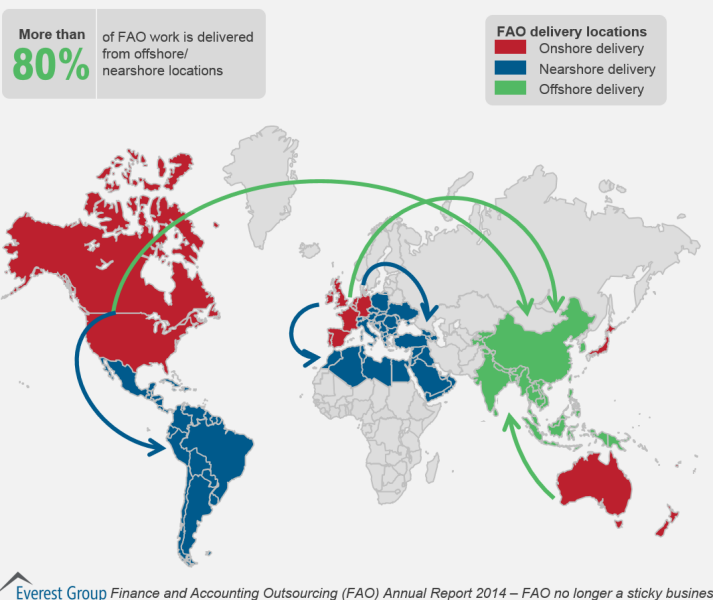 More than
80%
of FAO work is delivered
from offshore/
nearshore locations
FAO delivery locations
Onshore delivery
Nearshore delivery
Offshore delivery
Everest Group Finance and Accounting Outsourcing (FAO) Annual Report 2014 – FAO no longer a sticky busines